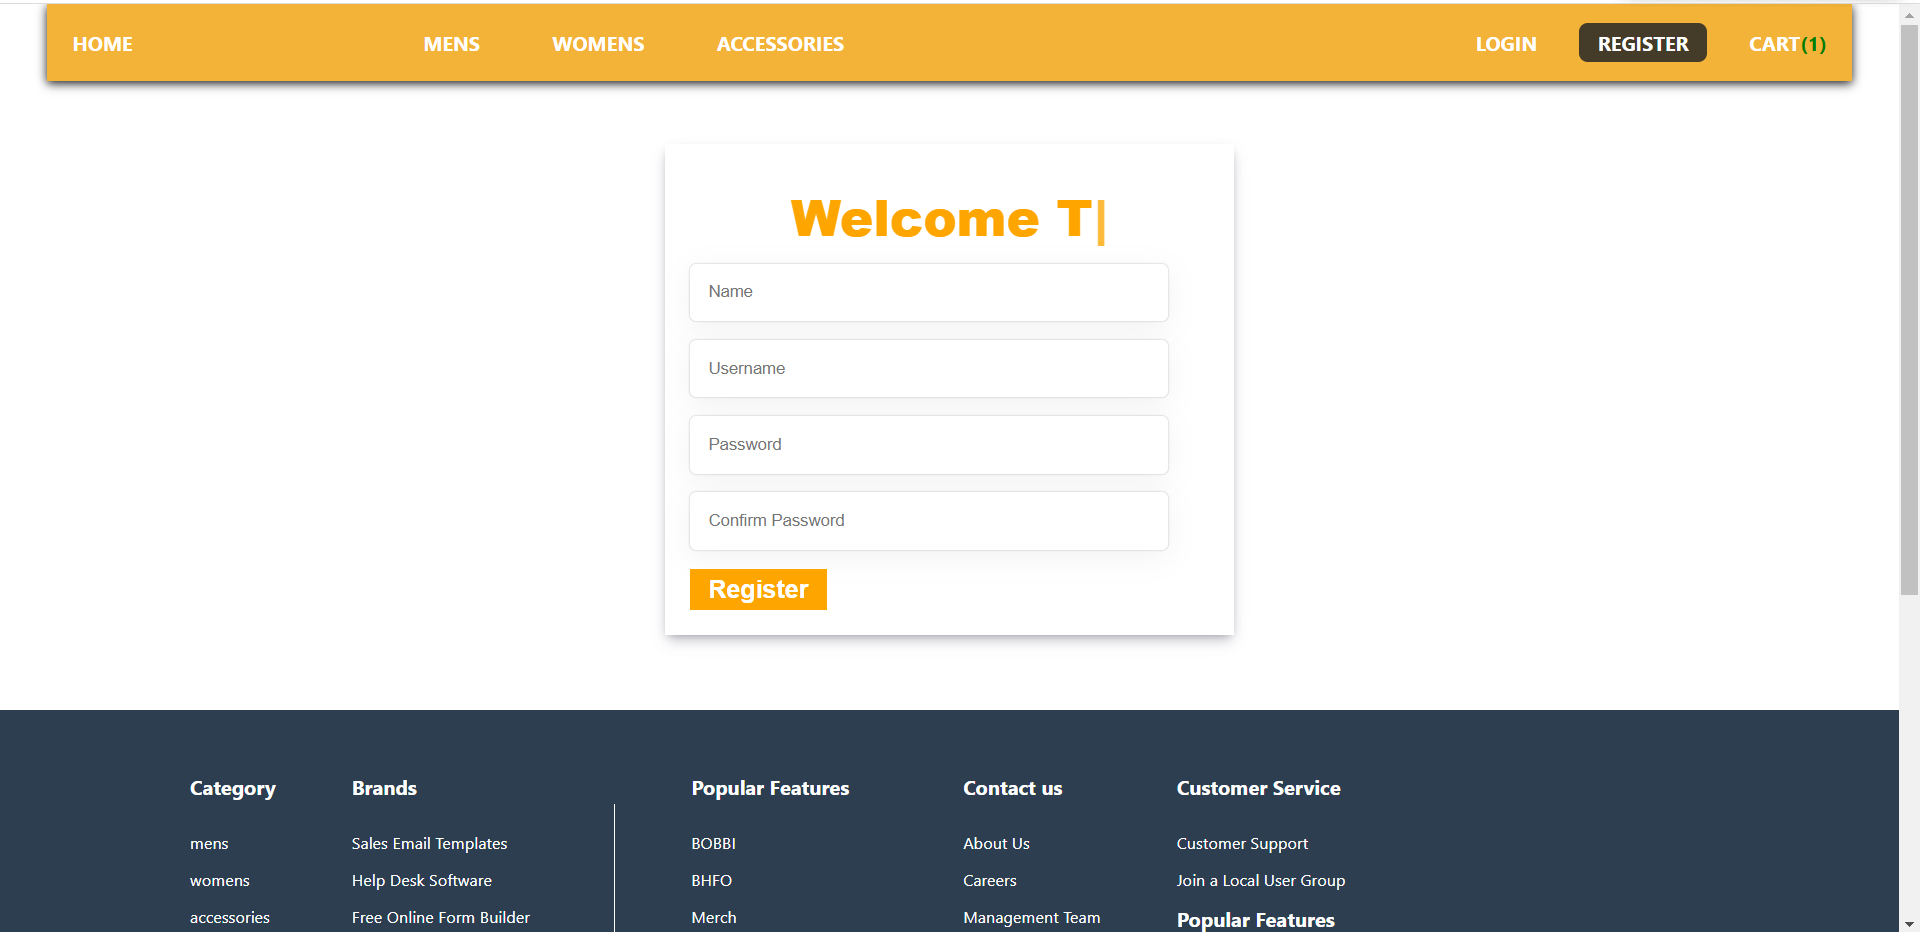 HOME MENS WOMENS ACCESSORIES LOGIN REGISTER CART(1)
Welcome T|
Name
Username
Password
Confirm Password
Register
Category Brands Popular Features Contact us Customer Service
mens Sales Email Templates BOBBI About Us Customer Support
womens Help Desk Software BHFO Careers Join a Local User Group
accessories Free Online Form Builder Merch Management Team Popular Features